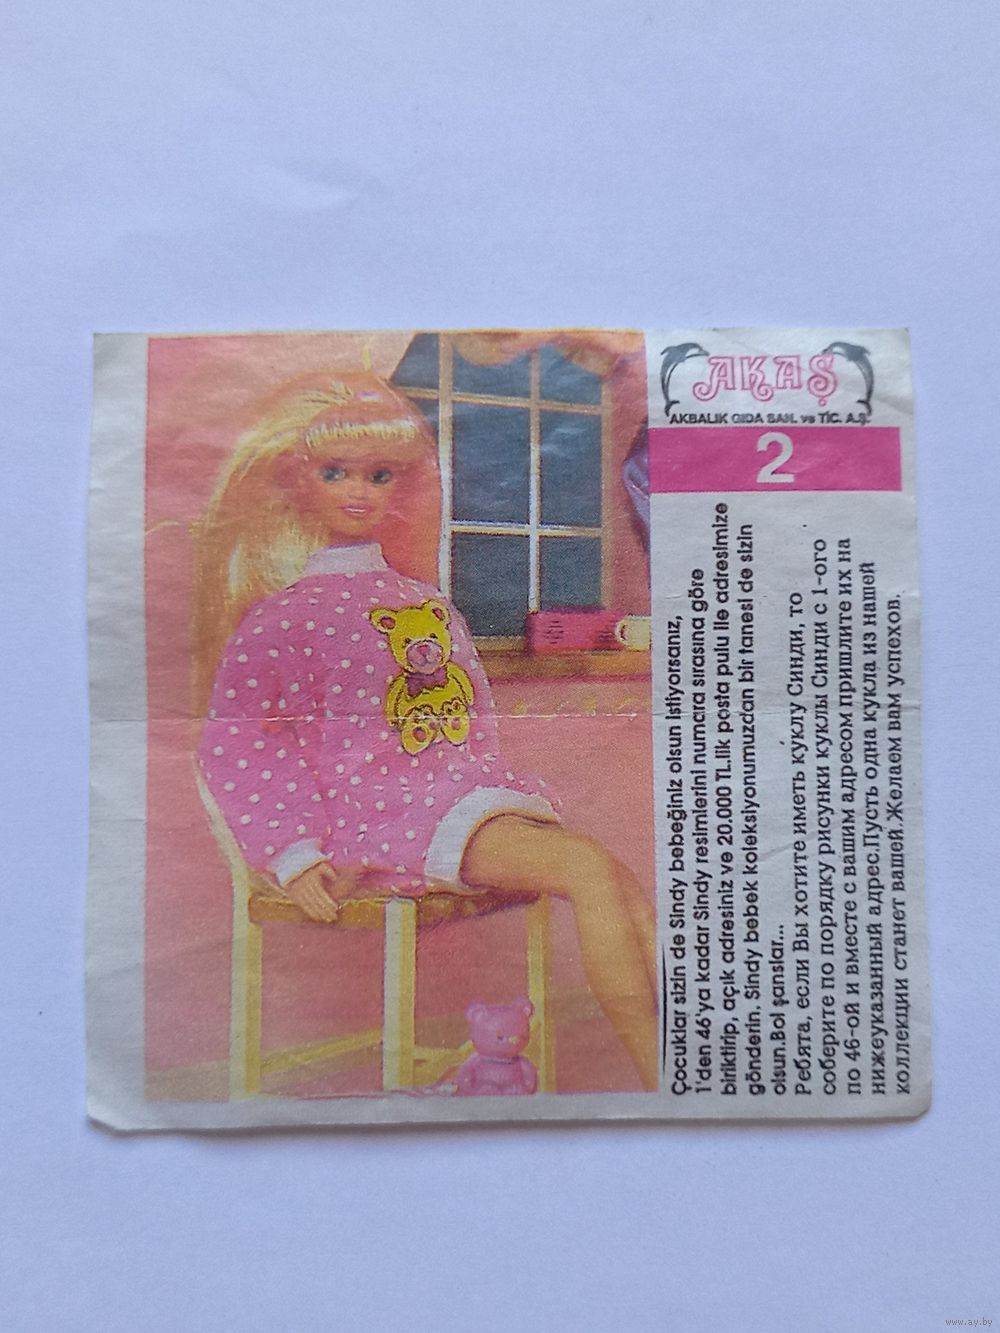 AKAŞ
AKBALIK GIDA SAN. ve TİC. A.Ş.
2
Çocuklar sizin de Sindy bebeğiniz olsun istiyorsanız,
1'den 46'ya kadar Sindy resimlerini numara sırasına göre
biriktirip, açık adresiniz ve 20.000 TL.lik posta pulu ile adresimize
gönderin. Sindy bebek koleksiyonumuzdan bir tanesi de sizin
olsun.Bol şanslar...
Ребята, если Вы хотите иметь куклу Синди, то
соберите по порядку рисунки куклы Синди с 1-ого
по 46-ой и вместе с вашим адресом пришлите их на
нижеуказанный адрес.Пусть одна кукла из нашей
коллекции станет вашей.Желаем вам успехов.
www.ay.by